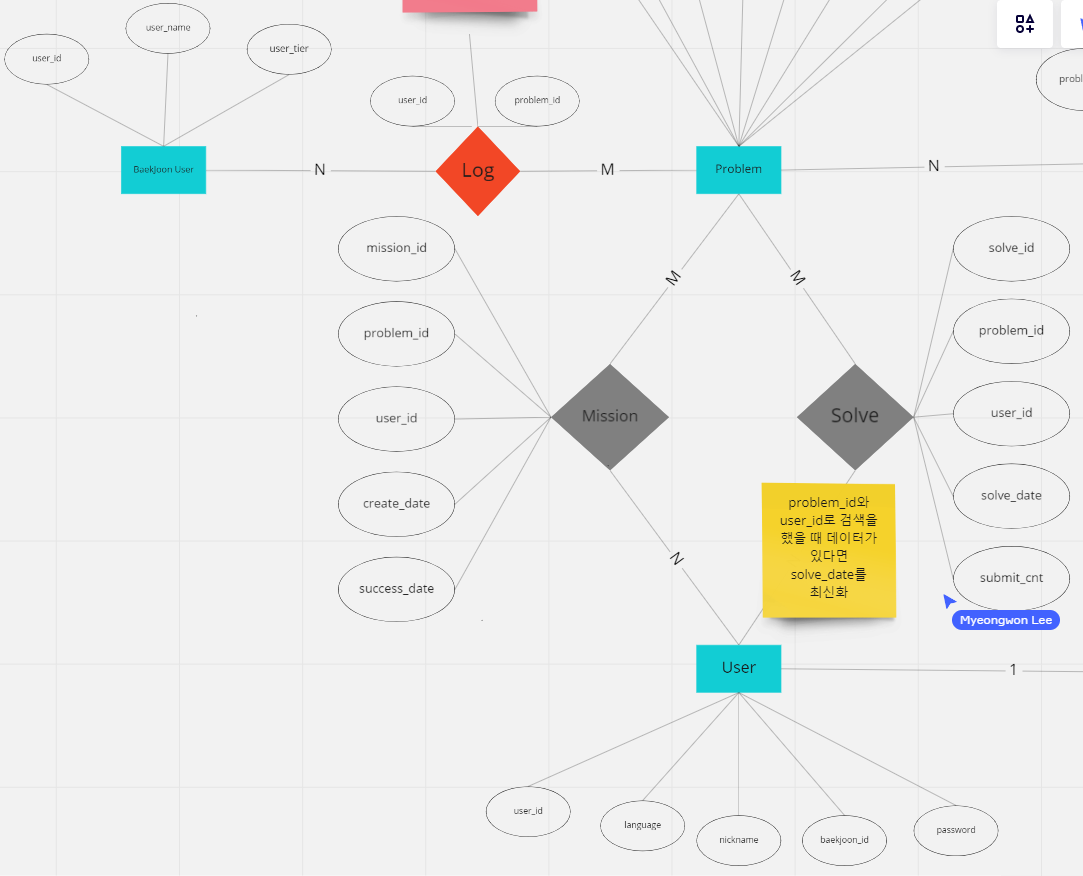 user_name
user_tier
user_id
user_id
problem_id
BaekJoon User
N
Log
M
Problem
N
mission_id
problem_id
user_id
create_date
success_date
M
M
Mission
Solve
solve_id
problem_id
user_id
solve_date
submit_cnt
Myeongwon Lee
problem_id와
user_id로 검색을
했을 때 데이터가
있다면
solve_date를
최신화
N
User
1
user_id
language
nickname
baekjoon_id
password